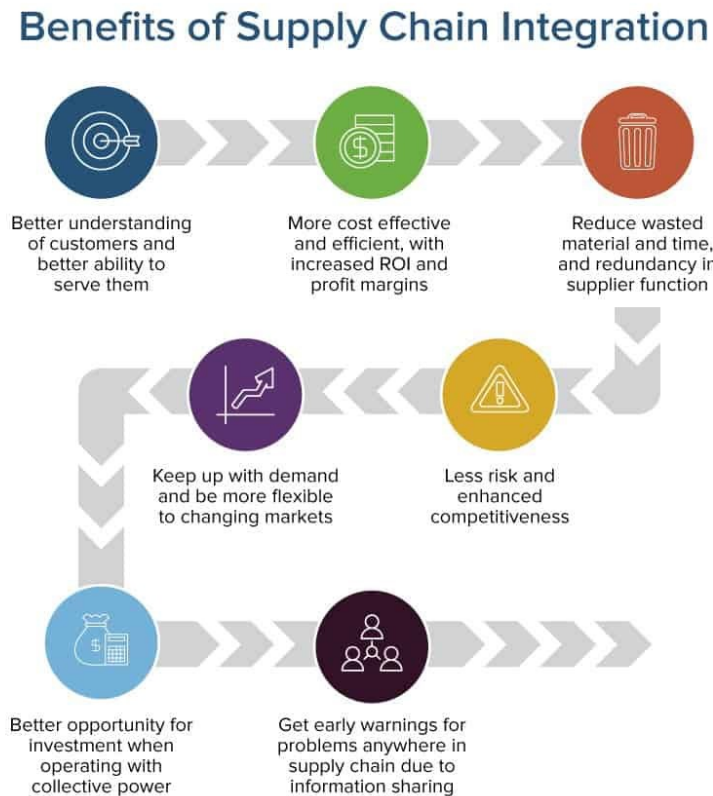 Benefits of Supply Chain Integration
Better understanding
of customers and
better ability to
serve them
More cost effective
and efficient, with
increased ROI and
profit margins
Reduce wasted
material and time,
and redundancy in
supplier function
Less risk and
enhanced
competitiveness
Keep up with demand
and be more flexible
to changing markets
Better opportunity for
investment when
operating with
collective power
Get early warnings for
problems anywhere in
supply chain due to
information sharing